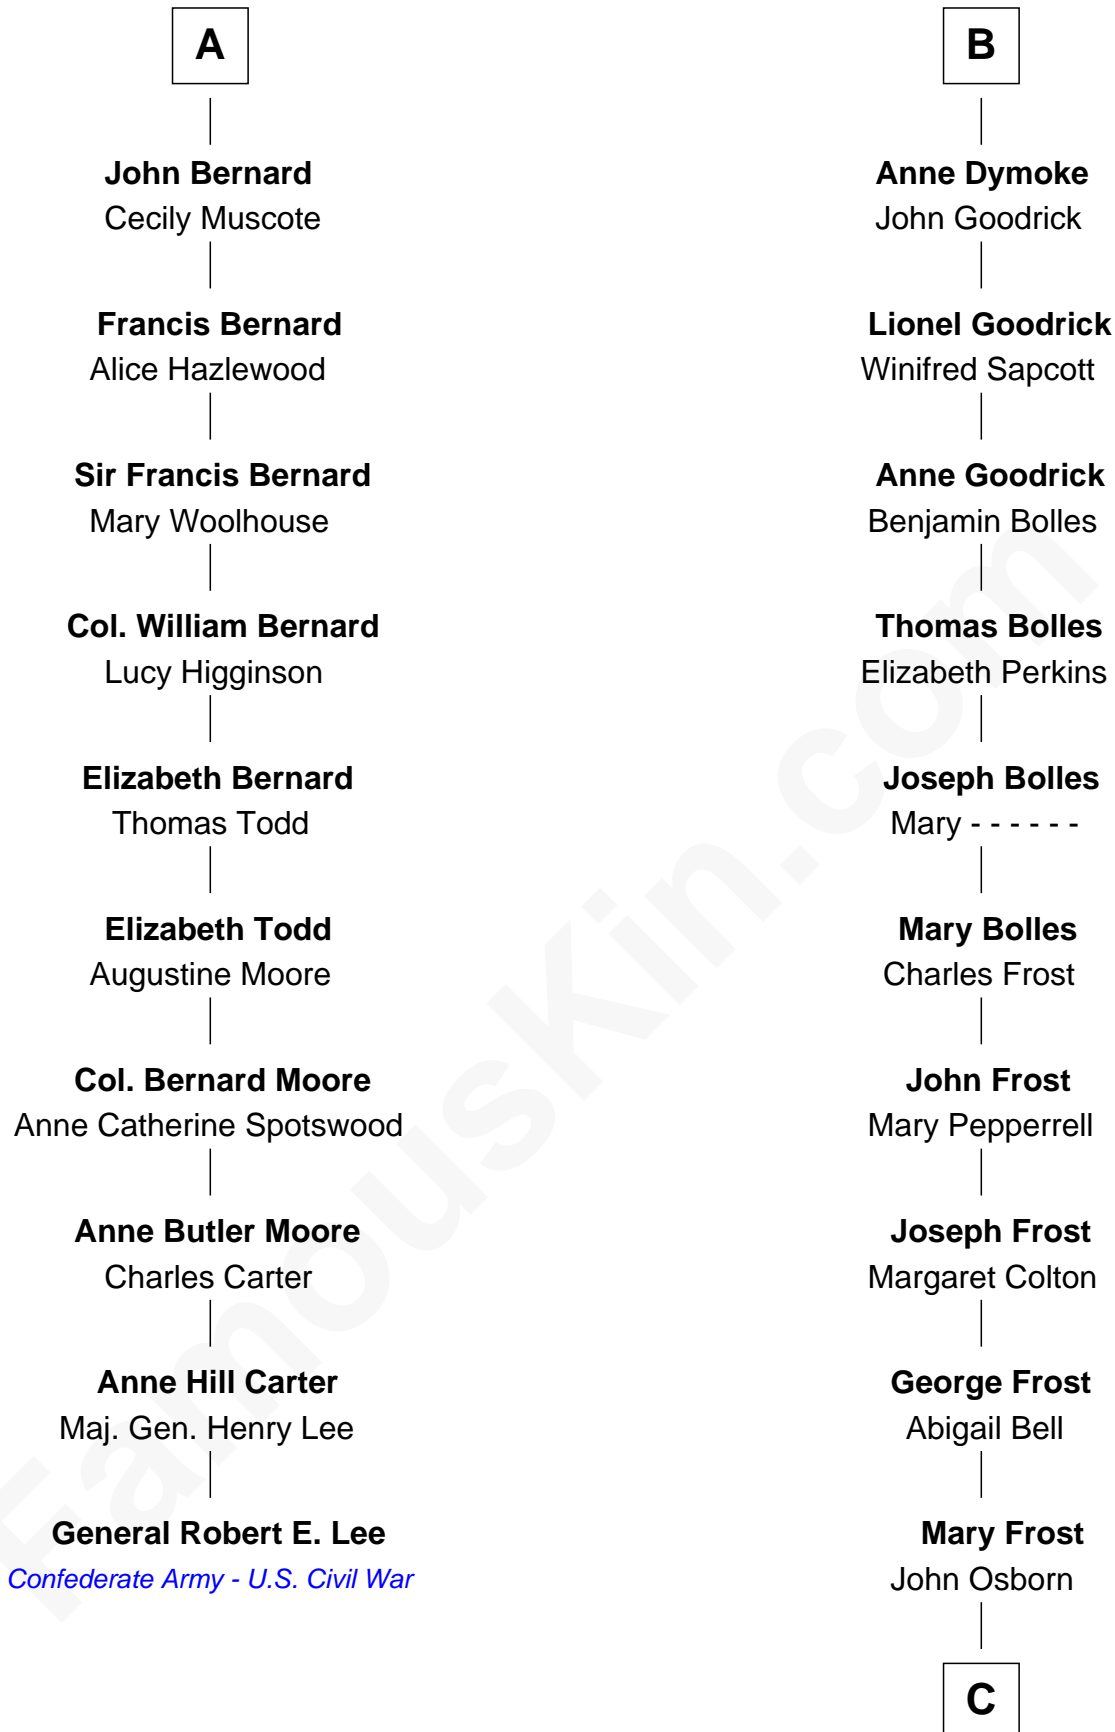 A
John Bernard
Cecily Muscote
Francis Bernard
Alice Hazlewood
Sir Francis Bernard
Mary Woolhouse
Col. William Bernard
Lucy Higginson
Elizabeth Bernard
Thomas Todd
Elizabeth Todd
Augustine Moore
Col. Bernard Moore
Anne Catherine Spotswood
Anne Butler Moore
Charles Carter
Anne Hill Carter
Maj. Gen. Henry Lee
General Robert E. Lee
Confederate Army - U.S. Civil War
B
Anne Dymoke
John Goodrick
Lionel Goodrick
Winifred Sapcott
Anne Goodrick
Benjamin Bolles
Thomas Bolles
Elizabeth Perkins
Joseph Bolles
Mary - - - - - -
Mary Bolles
Charles Frost
John Frost
Mary Pepperrell
Joseph Frost
Margaret Colton
George Frost
Abigail Bell
Mary Frost
John Osborn
C
FamousKin.com